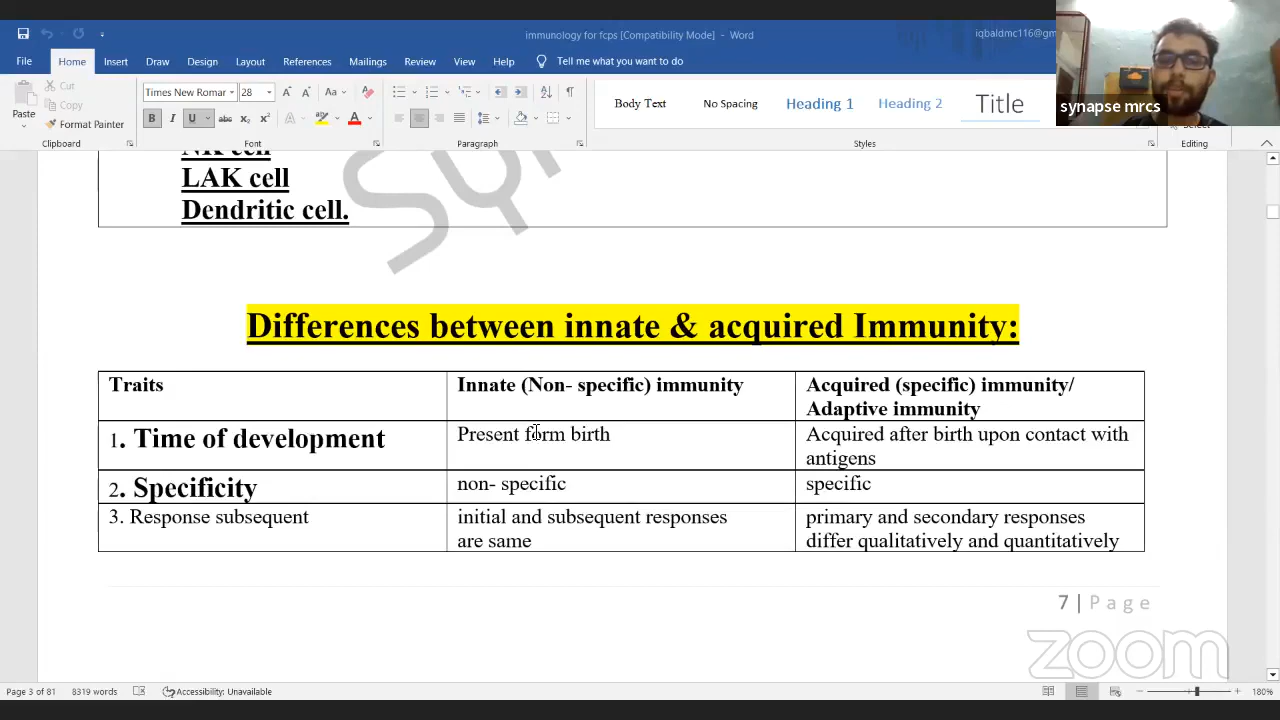 immunology for fcps [Compatibility Mode] - Word
iqbaldmc116@gm
File Home Insert Draw Design Layout References Mailings Review View Help Tell me what you want to do
Cut
Copy
Paste
Format Painter
Times New Romar 28
Body Text No Spacing Heading 1 Heading 2 Title
synapse mrcs
Clipboard Font Paragraph Styles Editing
NK cell
LAK cell
Dendritic cell.
Syn
Differences between innate & acquired Immunity:
Traits
Innate (Non- specific) immunity
Acquired (specific) immunity/
Adaptive immunity
1. Time of development
Present form birth
Acquired after birth upon contact with
antigens
2. Specificity
non- specific
specific
3. Response subsequent
initial and subsequent responses
are same
primary and secondary responses
differ qualitatively and quantitatively
7 | Page
zoom
Page 3 of 81 8319 words Accessibility: Unavailable 180%